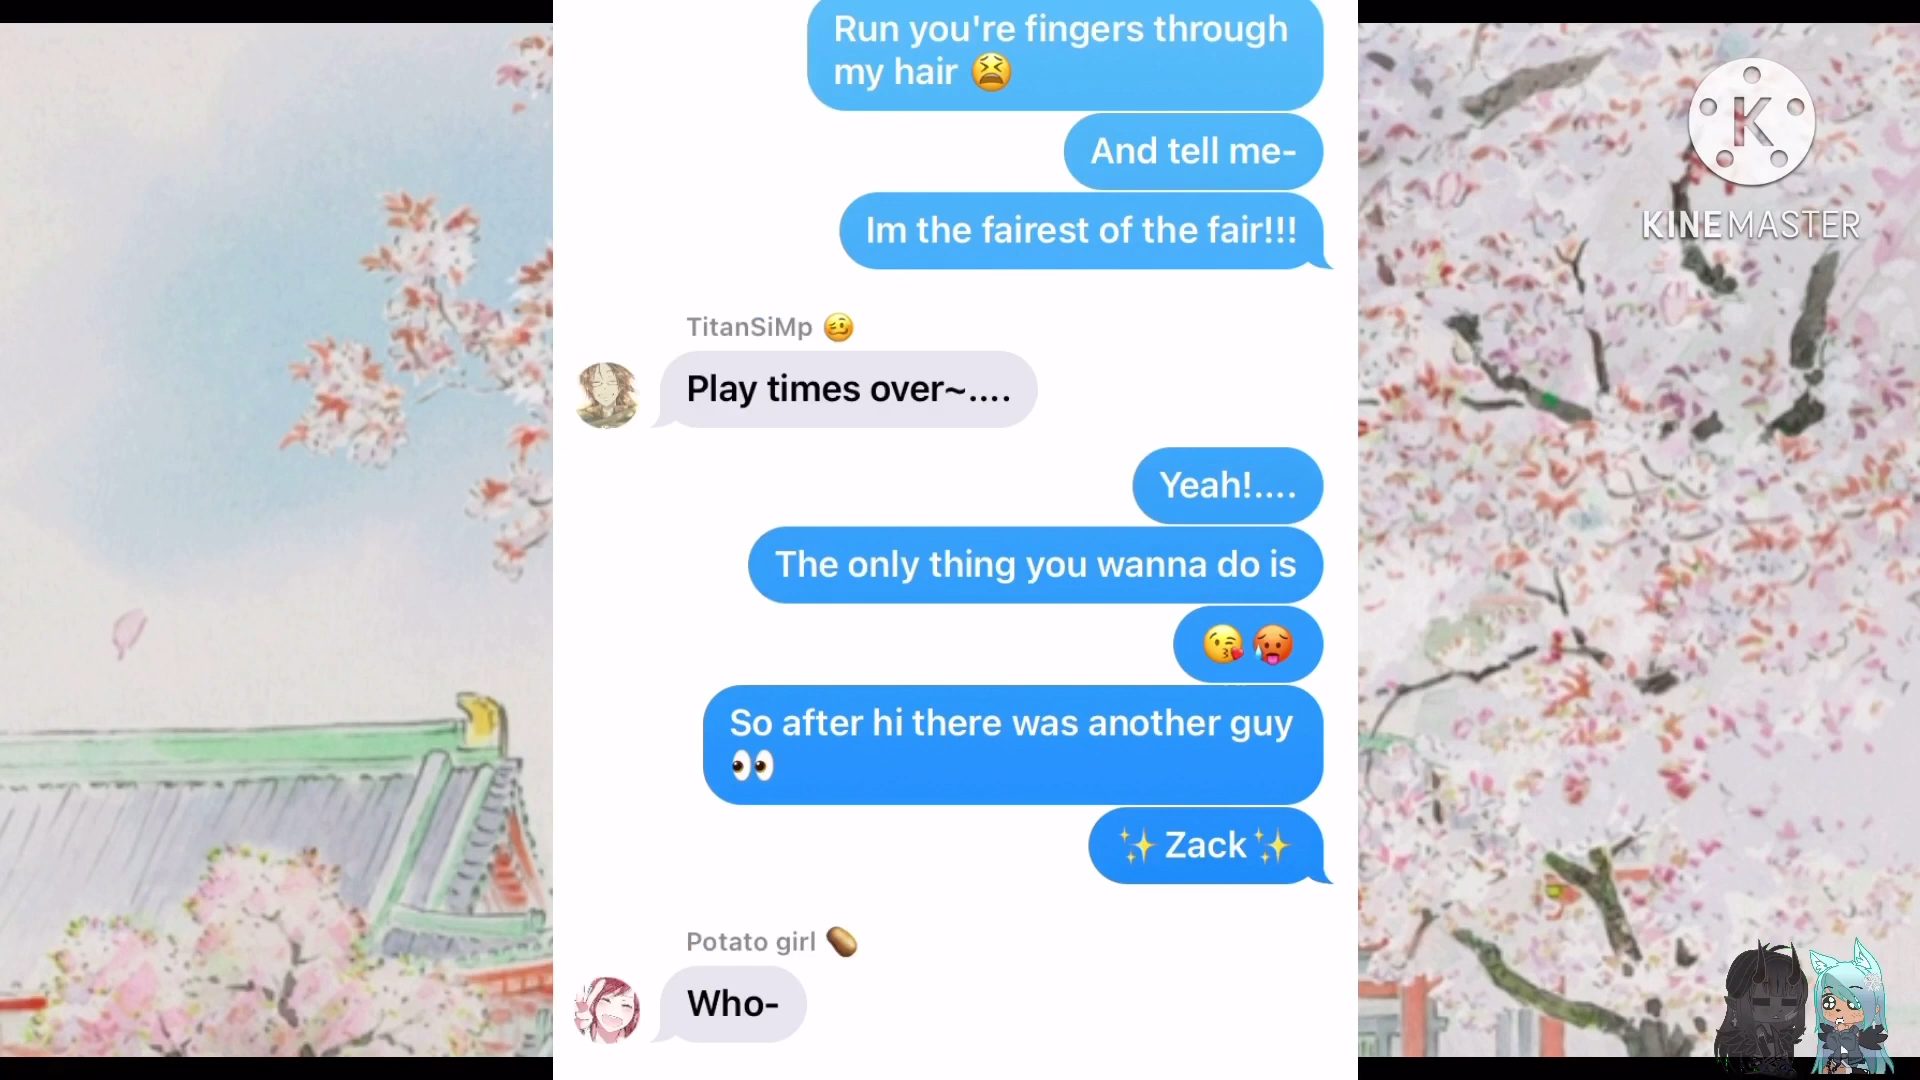 Run you're fingers through
my hair 😫
And tell me-
Im the fairest of the fair!!!
TitanSiMp 🥴
Play times over~....
Yeah!....
The only thing you wanna do is
😘🥵
So after hi there was another guy
👀
✨Zack✨
Potato girl 🥔
Who-
K
KINEMASTER